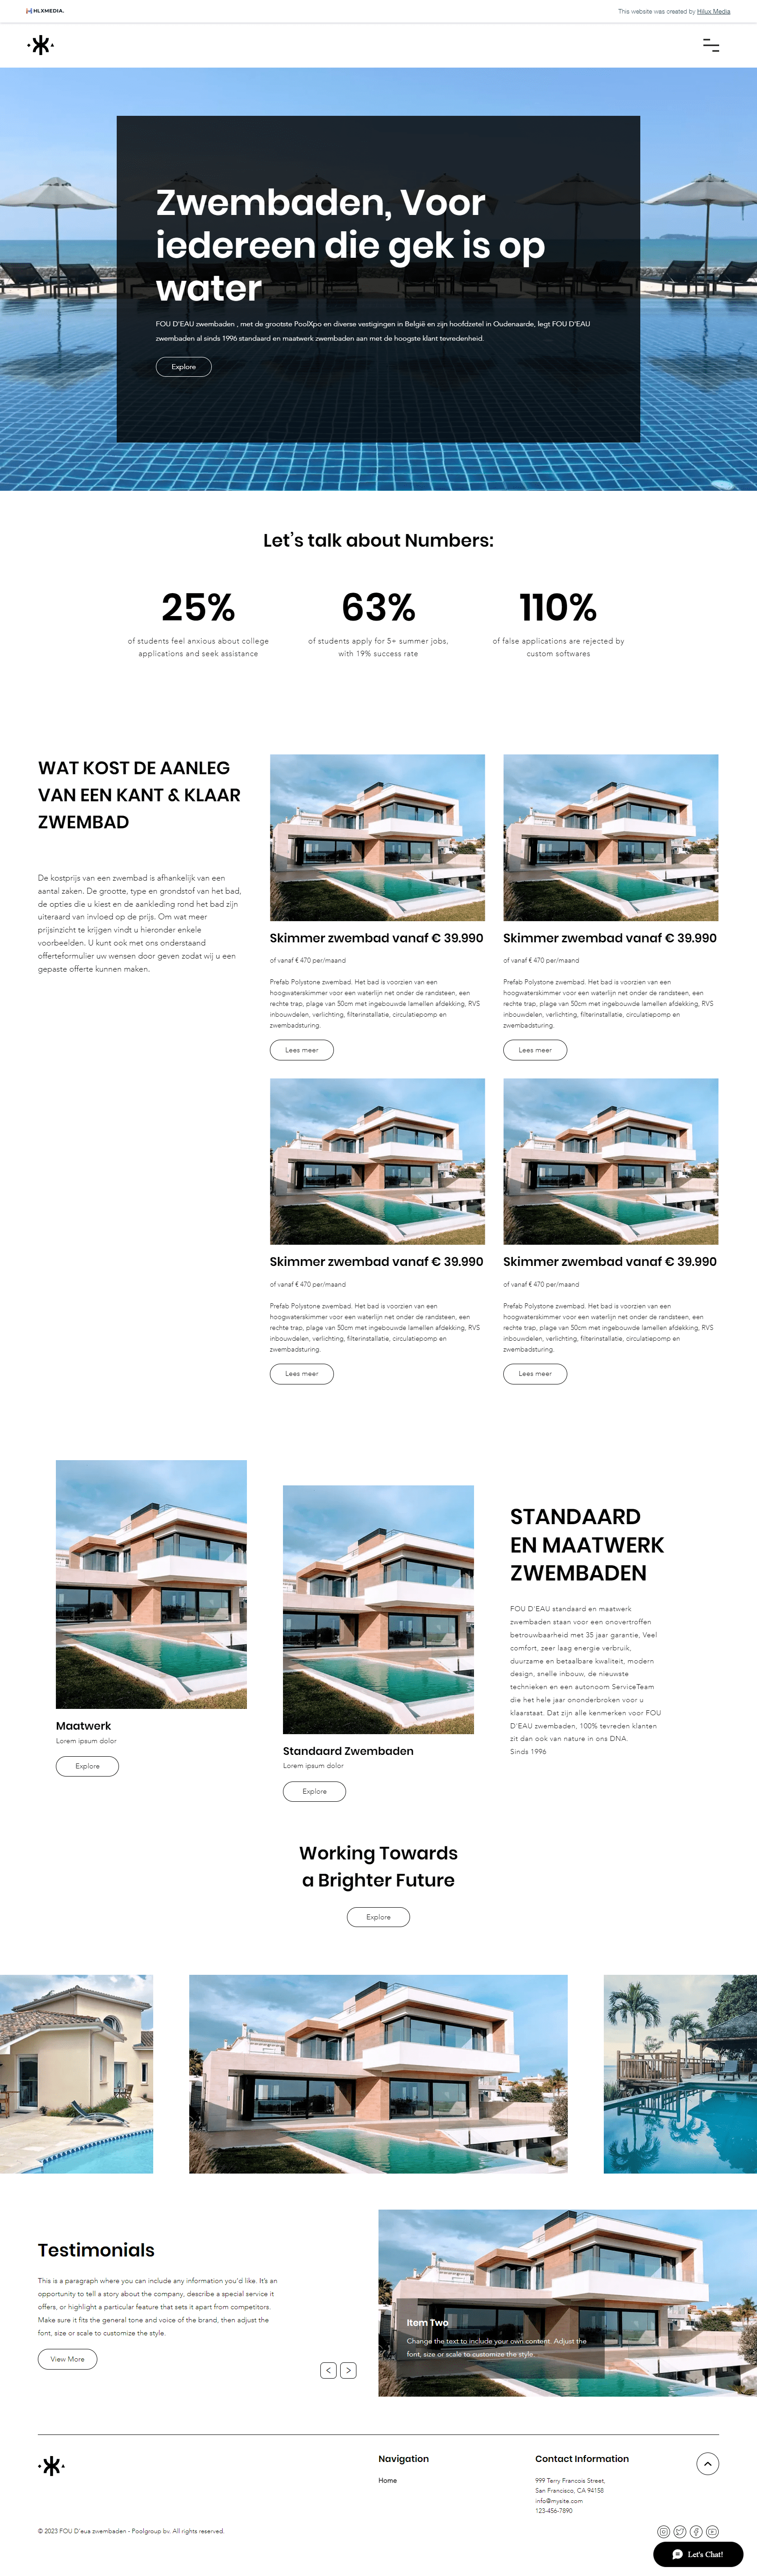 HLXMEDIA.
This website was created by Hilux Media
Zwembaden, Voor
iedereen die gek is op
water
FOU D'EAU zwembaden , met de grootste PoolXpo en diverse vestigingen in België en zijn hoofdzetel in Oudenaarde, legt FOU D'EAU
zwembaden al sinds 1996 standaard en maatwerk zwembaden aan met de hoogste klant tevredenheid.
Explore
Let's talk about Numbers:
25%
of students feel anxious about college
applications and seek assistance
63%
of students apply for 5+ summer jobs,
with 19% success rate
110%
of false applications are rejected by
custom softwares
WAT KOST DE AANLEG
VAN EEN KANT & KLAAR
ZWEMBAD
De kostprijs van een zwembad is afhankelijk van een
aantal zaken. De grootte, type en grondstof van het bad,
de opties die u kiest en de aankleding rond het bad zijn
uiteraard van invloed op de prijs. Om wat meer
prijsinzicht te krijgen vindt u hieronder enkele
voorbeelden. U kunt ook met ons onderstaand
offerteformulier uw wensen door geven zodat wij u een
gepaste offerte kunnen maken.
Skimmer zwembad vanaf € 39.990
of vanaf € 470 per/maand
Prefab Polystone zwembad. Het bad is voorzien van een
hoogwaterskimmer voor een waterlijn net onder de randsteen, een
rechte trap, plage van 50cm met ingebouwde lamellen afdekking, RVS
inbouwdelen, verlichting, filterinstallatie, circulatiepomp en
zwembadsturing.
Lees meer
Skimmer zwembad vanaf € 39.990
of vanaf € 470 per/maand
Prefab Polystone zwembad. Het bad is voorzien van een
hoogwaterskimmer voor een waterlijn net onder de randsteen, een
rechte trap, plage van 50cm met ingebouwde lamellen afdekking, RVS
inbouwdelen, verlichting, filterinstallatie, circulatiepomp en
zwembadsturing.
Lees meer
Skimmer zwembad vanaf € 39.990
of vanaf € 470 per/maand
Prefab Polystone zwembad. Het bad is voorzien van een
hoogwaterskimmer voor een waterlijn net onder de randsteen, een
rechte trap, plage van 50cm met ingebouwde lamellen afdekking, RVS
inbouwdelen, verlichting, filterinstallatie, circulatiepomp en
zwembadsturing.
Lees meer
Skimmer zwembad vanaf € 39.990
of vanaf € 470 per/maand
Prefab Polystone zwembad. Het bad is voorzien van een
hoogwaterskimmer voor een waterlijn net onder de randsteen, een
rechte trap, plage van 50cm met ingebouwde lamellen afdekking, RVS
inbouwdelen, verlichting, filterinstallatie, circulatiepomp en
zwembadsturing.
Lees meer
Maatwerk
Lorem ipsum dolor
Explore
Standaard Zwembaden
Lorem ipsum dolor
Explore
STANDAARD
EN MAATWERK
ZWEMBADEN
FOU D'EAU standaard en maatwerk
zwembaden staan voor een onovertroffen
betrouwbaarheid met 35 jaar garantie, Veel
comfort, zeer laag energie verbruik,
duurzame en betaalbare kwaliteit, modern
design, snelle inbouw, de nieuwste
technieken en een autonoom ServiceTeam
die het hele jaar ononderbroken voor u
klaarstaat. Dat zijn alle kenmerken voor FOU
D'EAU zwembaden, 100% tevreden klanten
zit dan ook van nature in ons DNA.
Sinds 1996
Working Towards
a Brighter Future
Explore
Testimonials
This is a paragraph where you can include any information you'd like. It's an
opportunity to tell a story about the company, describe a special service it
offers, or highlight a particular feature that sets it apart from competitors.
Make sure it fits the general tone and voice of the brand, then adjust the
font, size or scale to customize the style.
View More
Item Two
Change the text to include your own content. Adjust the
font, size or scale to customize the style.
Navigation
Home
Contact Information
999 Terry Francois Street,
San Francisco, CA 94158
info@mysite.com
123-456-7890
© 2023 FOU D'eua zwembaden - Poolgroup bv. All rights reserved.
Let's Chat!